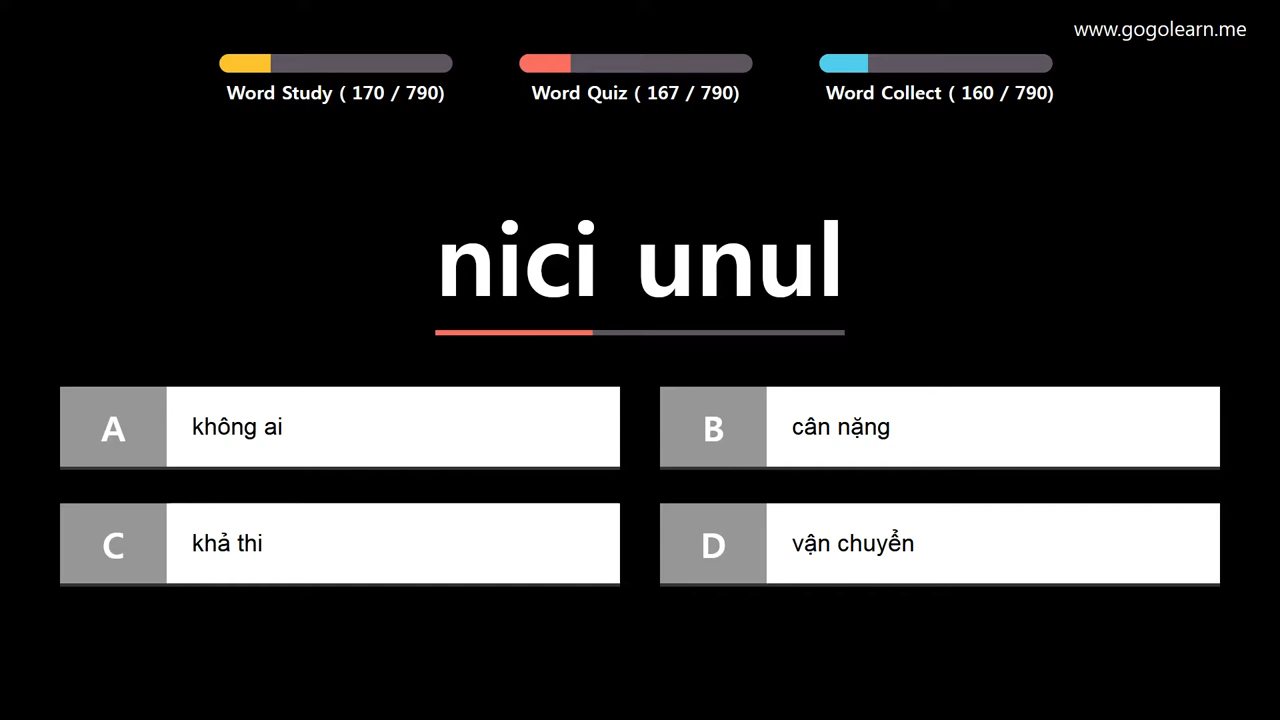 www.gogolearn.me
Word Study ( 170 / 790)
Word Quiz ( 167 / 790)
Word Collect ( 160 / 790)
nici unul
A
không ai
B
cân nặng
C
khả thi
D
vận chuyển